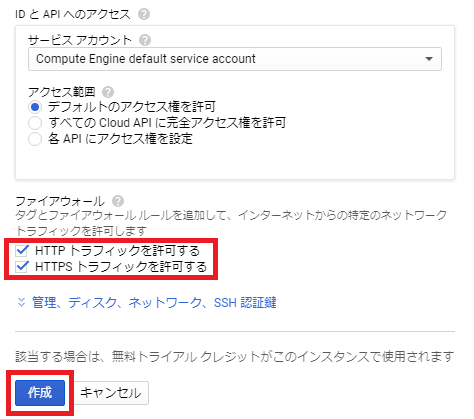 ID と API へのアクセス ?
サービス アカウント ?
Compute Engine default service account
アクセス範囲 ?
デフォルトのアクセス権を許可
すべての Cloud API に完全アクセス権を許可
各 API にアクセス権を設定
ファイアウォール ?
タグとファイアウォール ルールを追加して、インターネットからの特定のネットワーク
トラフィックを許可します
HTTP トラフィックを許可する
HTTPS トラフィックを許可する
管理、ディスク、ネットワーク、SSH 認証鍵
該当する場合は、無料トライアル クレジットがこのインスタンスで使用されます
作成 キャンセル